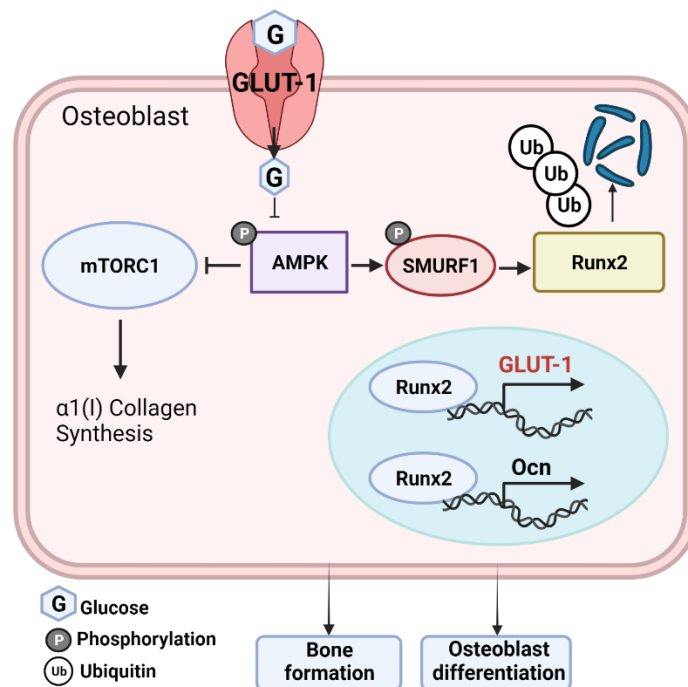 G
GLUT-1
Osteoblast
G
Ub
Ub
Ub
P
P
mTORC1
AMPK
SMURF1
Runx2
α1(I) Collagen
Synthesis
GLUT-1
Runx2
Ocn
Runx2
G Glucose
P Phosphorylation
Ub Ubiquitin
Bone
formation
Osteoblast
differentiation